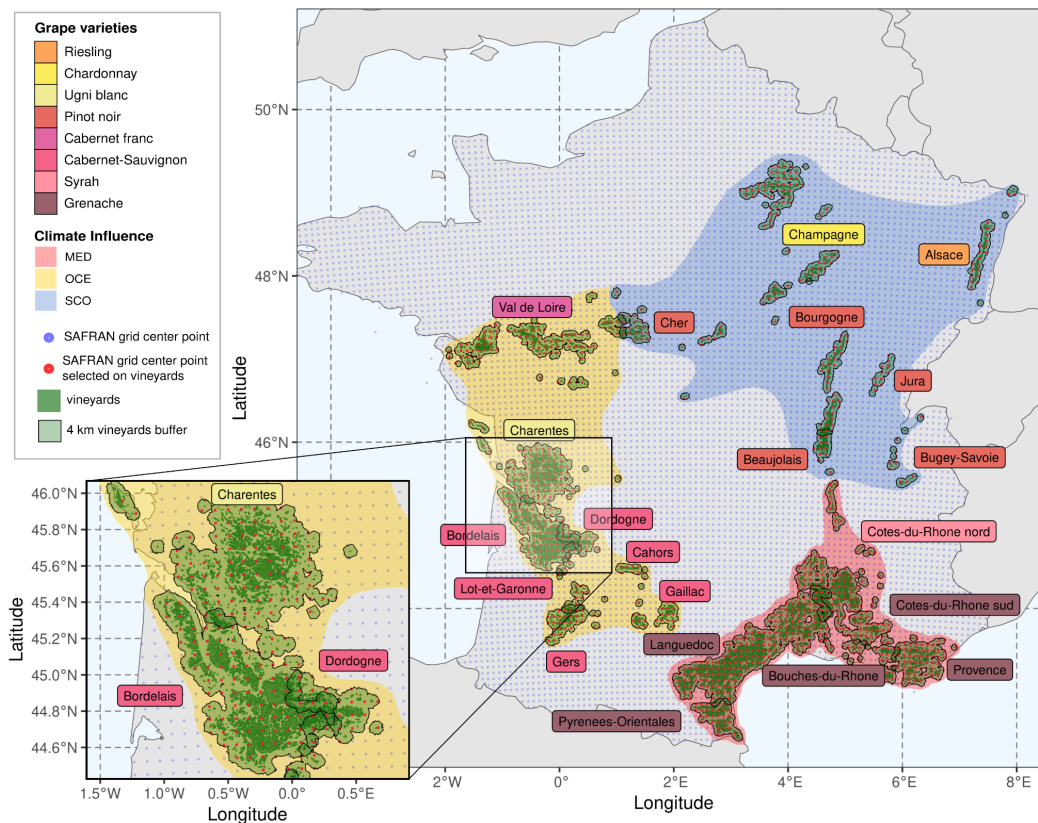 Grape varieties
Riesling
Chardonnay
Ugni blanc
Pinot noir
Cabernet franc
Cabernet-Sauvignon
Syrah
Grenache
Climate Influence
MED
OCE
SCO
SAFRAN grid center point
SAFRAN grid center point
selected on vineyards
vineyards
4 km vineyards buffer
50°N
48°N
46°N
Latitude
Champagne
Alsace
Val de Loire
Cher
Bourgogne
Jura
Charentes
Beaujolais
Bugey-Savoie
Bordelais
Dordogne
Cotes-du-Rhone nord
Cahors
Lot-et-Garonne
Gaillac
Cotes-du-Rhone sud
Languedoc
Gers
Bouches-du-Rhone
Provence
Pyrenees-Orientales
2°W
0°
2°E
4°E
6°E
8°E
Longitude
46.0°N
45.8°N
45.6°N
45.4°N
45.2°N
45.0°N
44.8°N
44.6°N
Latitude
Charentes
Dordogne
Bordelais
1.5°W
1.0°W
0.5°W
0.0°
0.5°E
Longitude